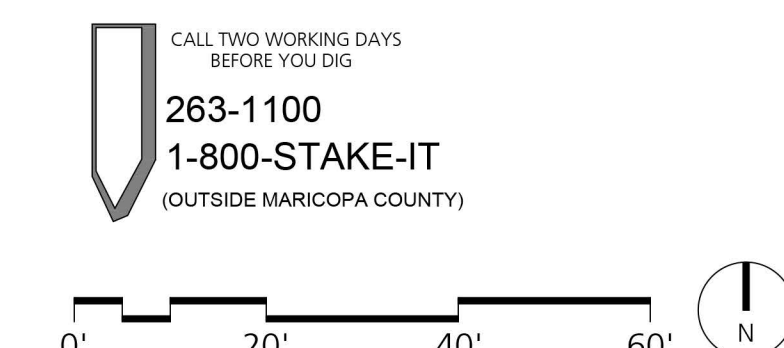 CALL TWO WORKING DAYS
BEFORE YOU DIG
263-1100
1-800-STAKE-IT
(OUTSIDE MARICOPA COUNTY)
0' 20' 40' 60'
N